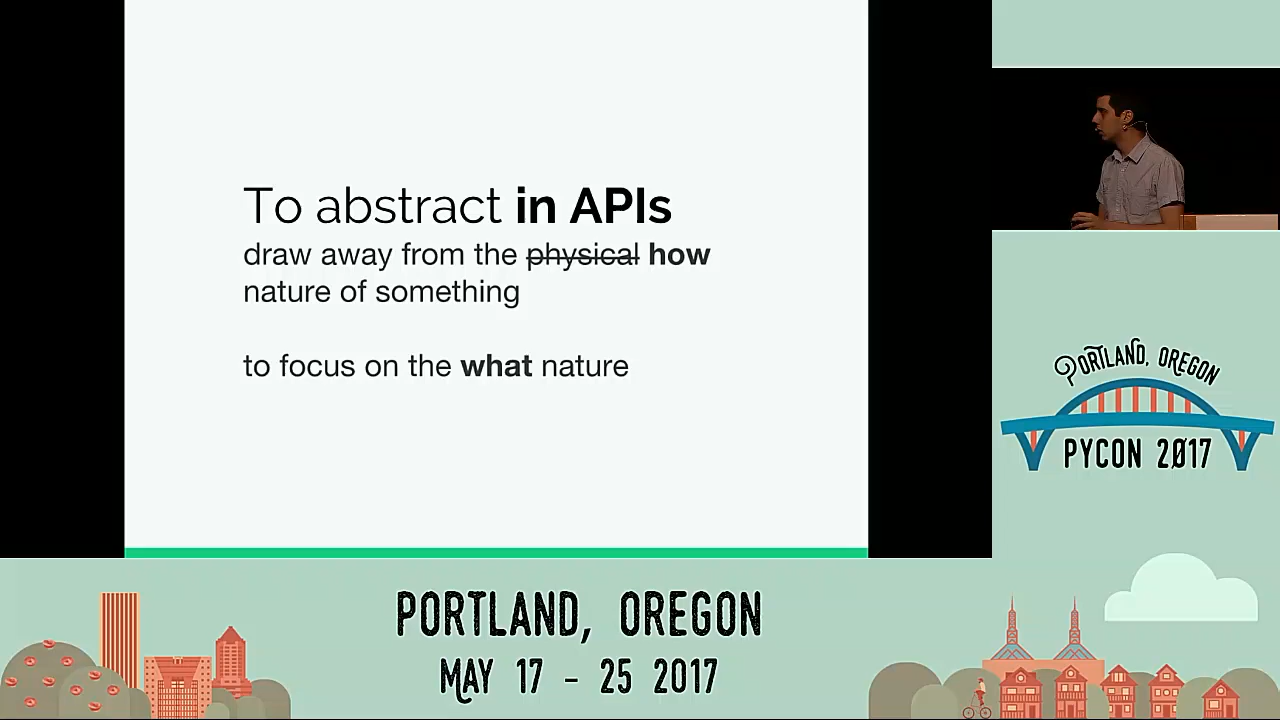 To abstract in APIs
draw away from the physical how
nature of something
to focus on the what nature
PORTLAND, OREGON
PYCON 2017
PORTLAND, OREGON
MAY 17 - 25 2017